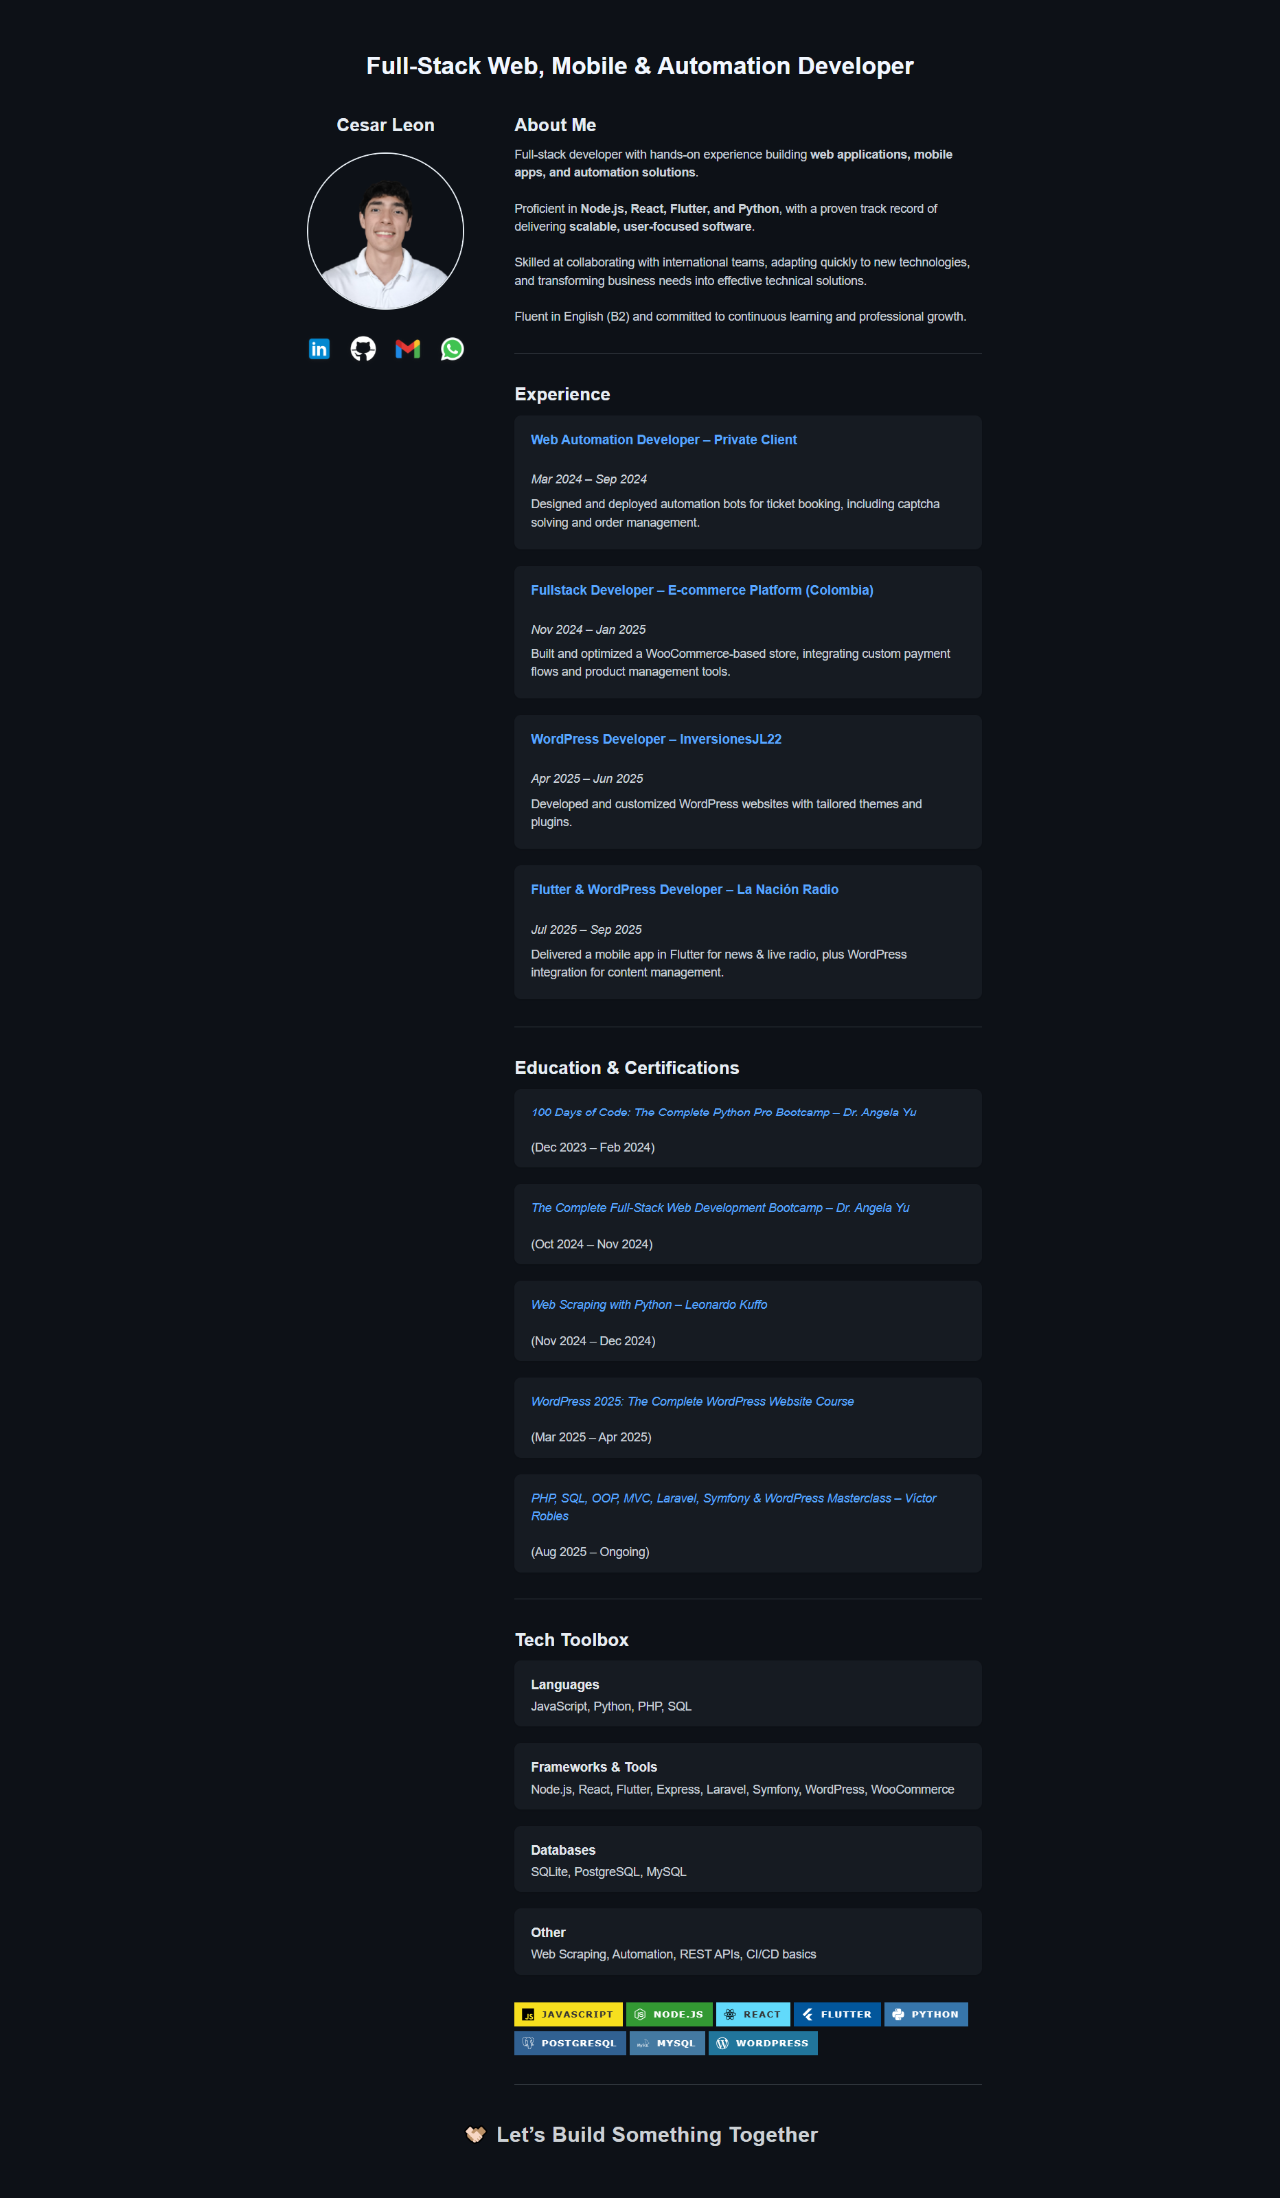 Full-Stack Web, Mobile & Automation Developer
Cesar Leon
About Me
Full-stack developer with hands-on experience building web applications, mobile
apps, and automation solutions.
Proficient in Node.js, React, Flutter, and Python, with a proven track record of
delivering scalable, user-focused software.
Skilled at collaborating with international teams, adapting quickly to new technologies,
and transforming business needs into effective technical solutions.
Fluent in English (B2) and committed to continuous learning and professional growth.
Experience
Web Automation Developer – Private Client
Mar 2024 – Sep 2024
Designed and deployed automation bots for ticket booking, including captcha
solving and order management.
Fullstack Developer – E-commerce Platform (Colombia)
Nov 2024 – Jan 2025
Built and optimized a WooCommerce-based store, integrating custom payment
flows and product management tools.
WordPress Developer – InversionesJL22
Apr 2025 – Jun 2025
Developed and customized WordPress websites with tailored themes and
plugins.
Flutter & WordPress Developer – La Nación Radio
Jul 2025 – Sep 2025
Delivered a mobile app in Flutter for news & live radio, plus WordPress
integration for content management.
Education & Certifications
100 Days of Code: The Complete Python Pro Bootcamp – Dr. Angela Yu
(Dec 2023 – Feb 2024)
The Complete Full-Stack Web Development Bootcamp – Dr. Angela Yu
(Oct 2024 – Nov 2024)
Web Scraping with Python – Leonardo Kuffo
(Nov 2024 – Dec 2024)
WordPress 2025: The Complete WordPress Website Course
(Mar 2025 – Apr 2025)
PHP, SQL, OOP, MVC, Laravel, Symfony & WordPress Masterclass – Víctor
Robles
(Aug 2025 – Ongoing)
Tech Toolbox
Languages
JavaScript, Python, PHP, SQL
Frameworks & Tools
Node.js, React, Flutter, Express, Laravel, Symfony, WordPress, WooCommerce
Databases
SQLite, PostgreSQL, MySQL
Other
Web Scraping, Automation, REST APIs, CI/CD basics
JAVASCRIPT NODE.JS REACT FLUTTER PYTHON
POSTGRESQL MYSQL WORDPRESS
Let’s Build Something Together